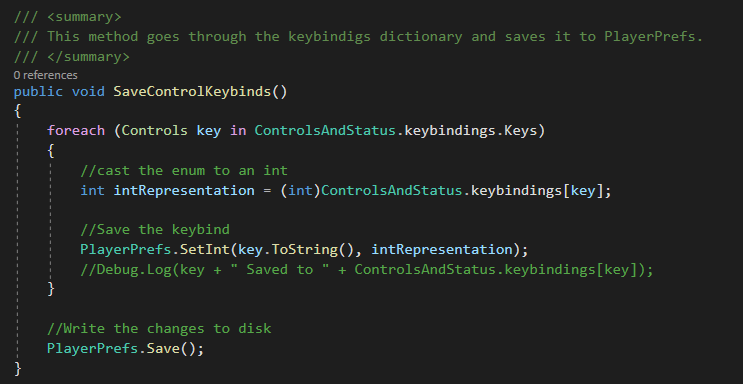 /// <summary>
/// This method goes through the keybindigs dictionary and saves it to PlayerPrefs.
/// </summary>
0 references
public void SaveControlKeybinds()
{
foreach (Controls key in ControlsAndStatus.keybindings.Keys)
{
//cast the enum to an int
int intRepresentation = (int)ControlsAndStatus.keybindings[key];
//Save the keybind
PlayerPrefs.SetInt(key.ToString(), intRepresentation);
//Debug.Log(key + " Saved to " + ControlsAndStatus.keybindings[key]);
}
//Write the changes to disk
PlayerPrefs.Save();
}